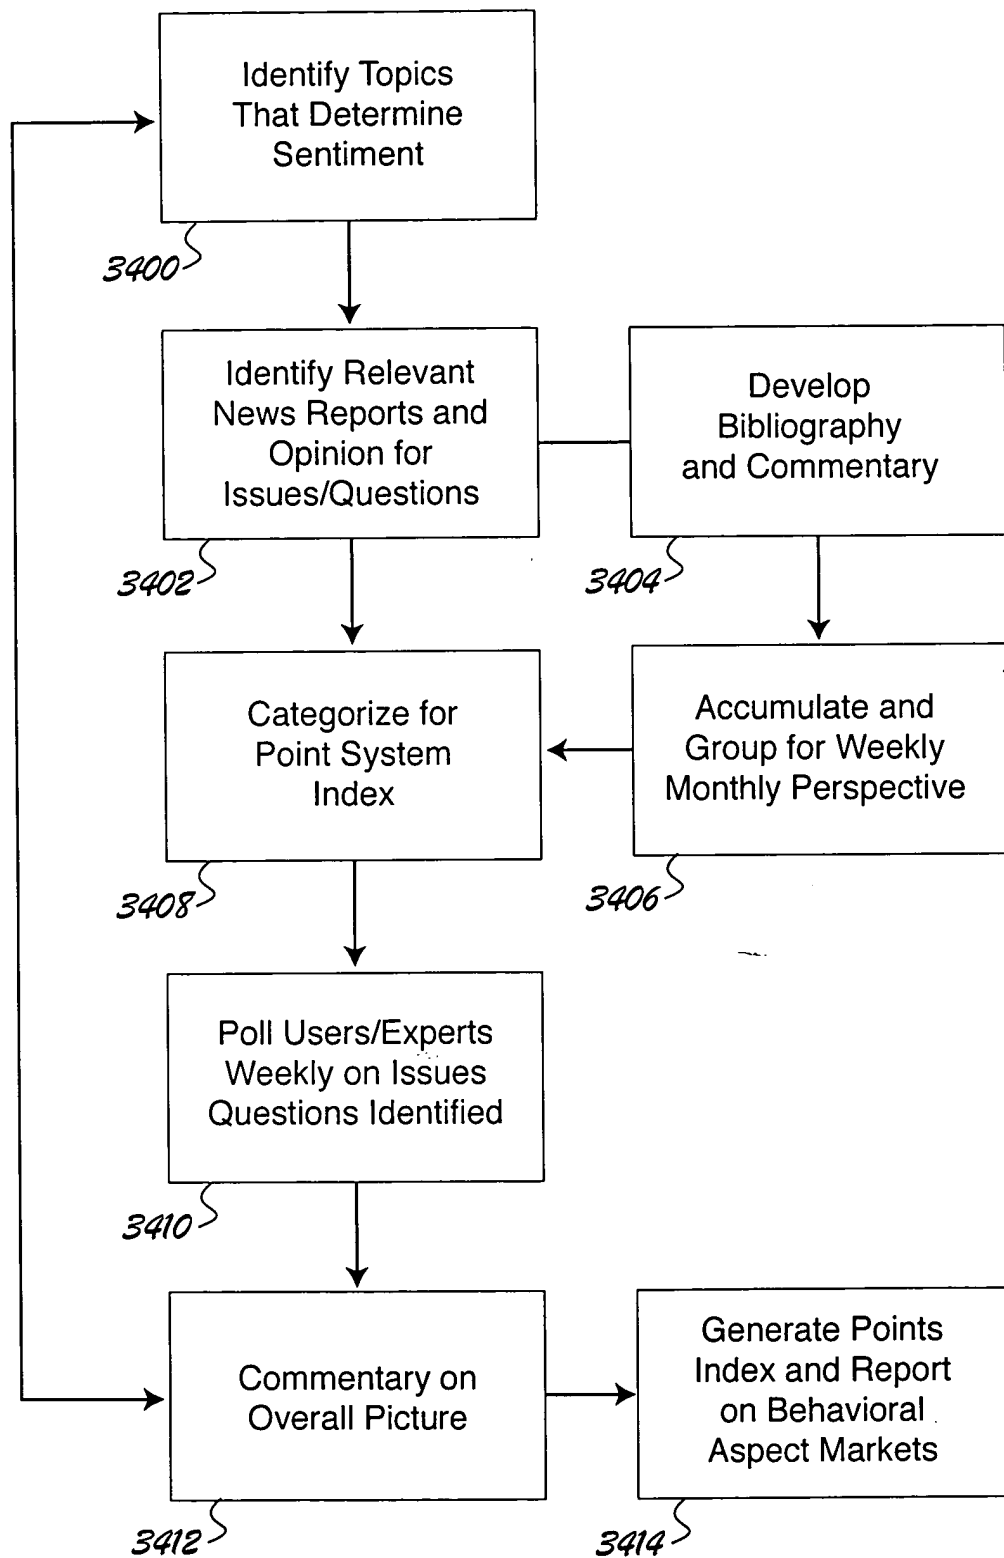 Identify Topics
That Determine
Sentiment
3400
Identify Relevant
News Reports and
Opinion for
Issues/Questions
3402
Develop
Bibliography
and Commentary
3404
Categorize for
Point System
Index
3408
Accumulate and
Group for Weekly
Monthly Perspective
3406
Poll Users/Experts
Weekly on Issues
Questions Identified
3410
Commentary on
Overall Picture
3412
Generate Points
Index and Report
on Behavioral
Aspect Markets
3414